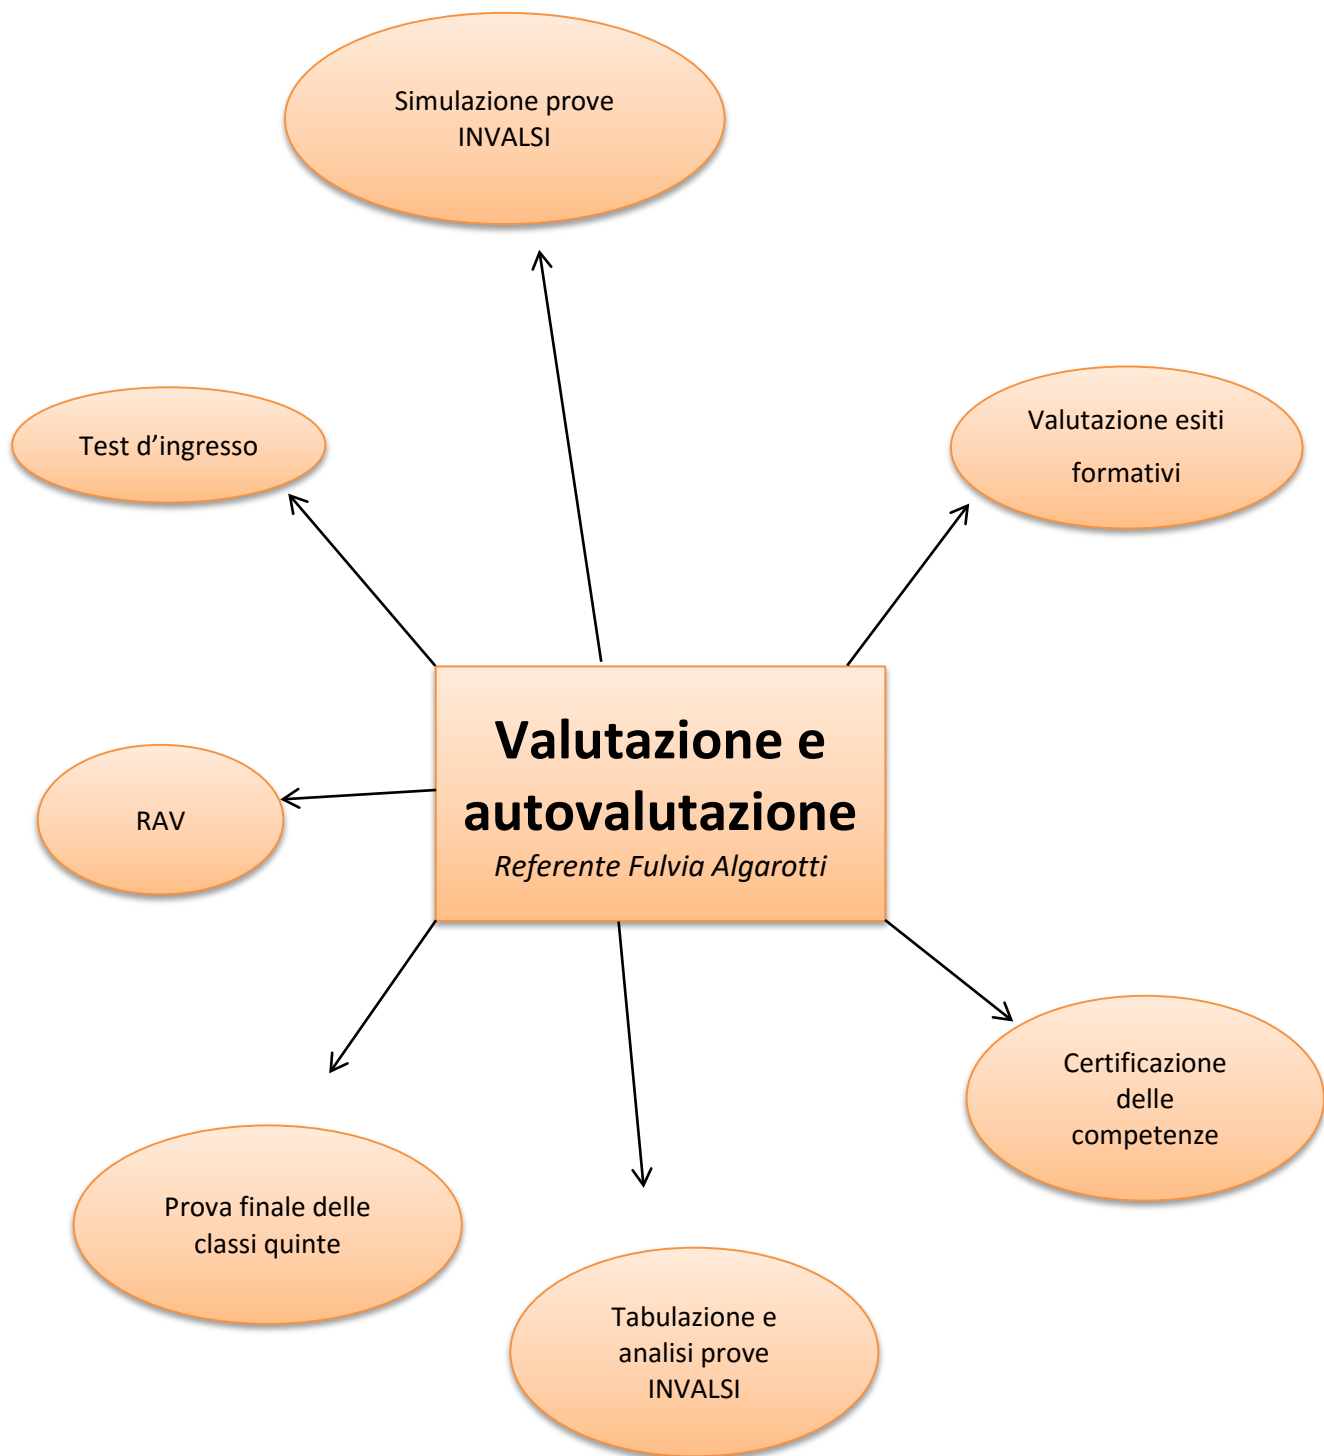 Simulazione prove
INVALSI
Test d’ingresso
Valutazione esiti
formativi
Valutazione e
autovalutazione
Referente Fulvia Algarotti
RAV
Certificazione
delle
competenze
Prova finale delle
classi quinte
Tabulazione e
analisi prove
INVALSI